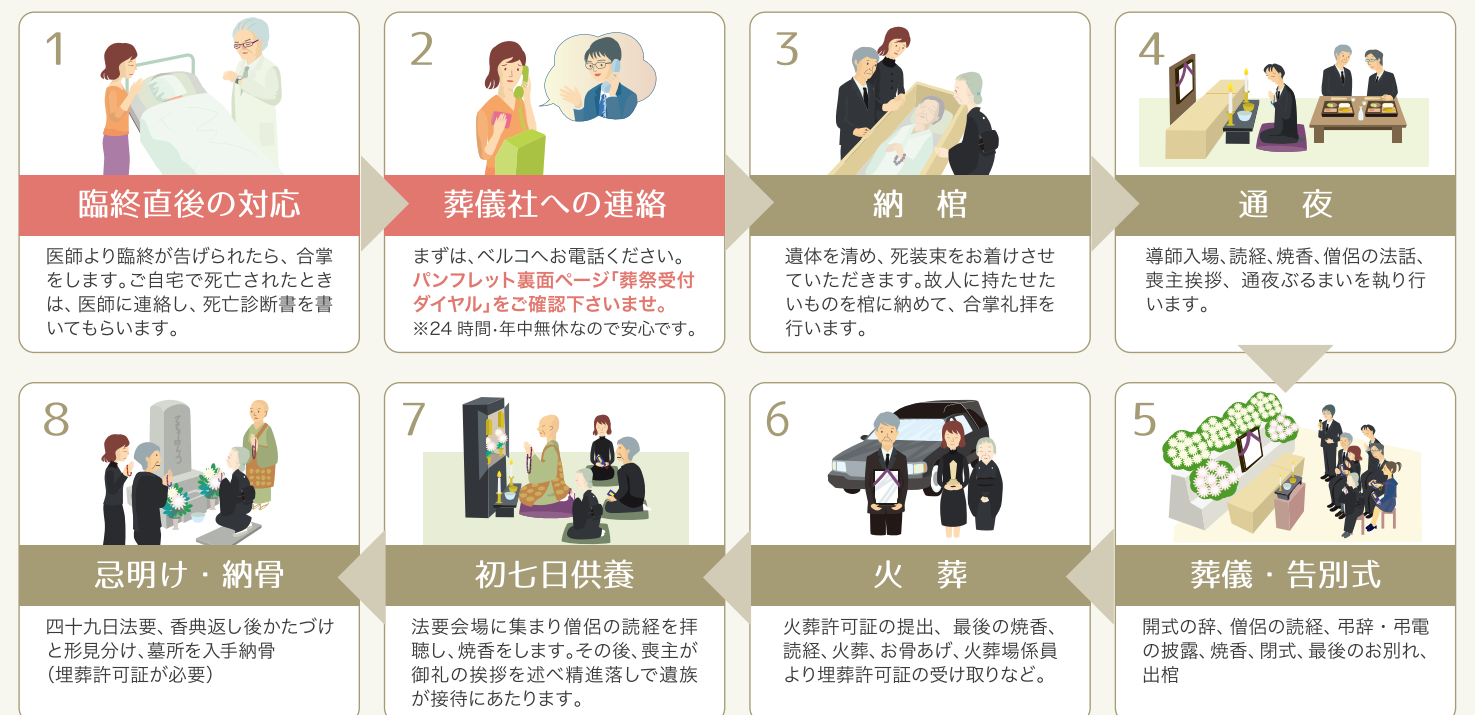 1
臨終直後の対応
医師より臨終が告げられたら、合掌
をします。ご自宅で死亡されたとき
は、医師に連絡し、死亡診断書を書
いてもらいます。
2
葬儀社への連絡
まずは、ベルコへお電話ください。
パンフレット裏面ページ「葬祭受付
ダイヤル」をご確認下さいませ。
※24時間・年中無休なので安心です。
3
納　棺
遺体を清め、死装束をお着けさせ
ていただきます。故人に持たせた
いものを棺に納めて、合掌礼拝を
行います。
4
通　夜
導師入場、読経、焼香、僧侶の法話、
喪主挨拶、通夜ぶるまいを執り行
います。
5
葬儀・告別式
開式の辞、僧侶の読経、弔辞・弔電
の披露、焼香、閉式、最後のお別れ、
出棺
6
火　葬
火葬許可証の提出、最後の焼香、
読経、火葬、お骨あげ、火葬場係員
より埋葬許可証の受け取りなど。
7
初七日供養
法要会場に集まり僧侶の読経を拝
聴し、焼香をします。その後、喪主が
御礼の挨拶を述べ精進落しで遺族
が接待にあたります。
8
忌明け・納骨
四十九日法要、香典返し後かたづけ
と形見分け、墓所を入手納骨
（埋葬許可証が必要）